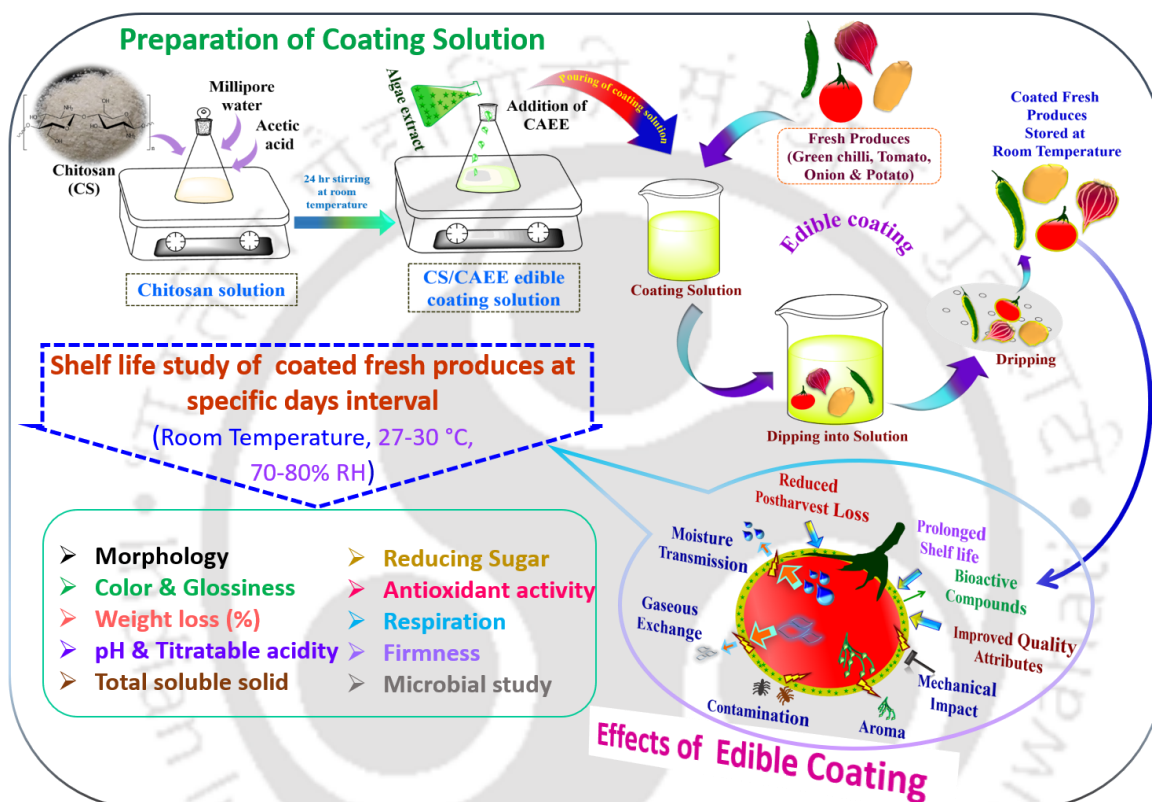 Preparation of Coating Solution
Millipore
water
Acetic
acid
Chitosan
(CS)
24 hr stirring
at room
temperature
Chitosan solution
Algae extract
Addition of
CAEE
CS/CAEE edible
coating solution
Pouring of coating solution
Fresh Produces
(Green chilli, Tomato,
Onion & Potato)
Coating Solution
Edible coating
Dipping into Solution
Dripping
Coated Fresh
Produces
Stored at
Room Temperature
Shelf life study of coated fresh produces at
specific days interval
(Room Temperature, 27-30 °C,
70-80% RH)
Morphology
Color & Glossiness
Weight loss (%)
pH & Titratable acidity
Total soluble solid
Reducing Sugar
Antioxidant activity
Respiration
Firmness
Microbial study
Reduced
Postharvest Loss
Moisture
Transmission
Prolonged
Shelf life
Bioactive
Compounds
Gaseous
Exchange
Improved Quality
Attributes
Mechanical
Impact
Contamination
Aroma
Effects of Edible Coating